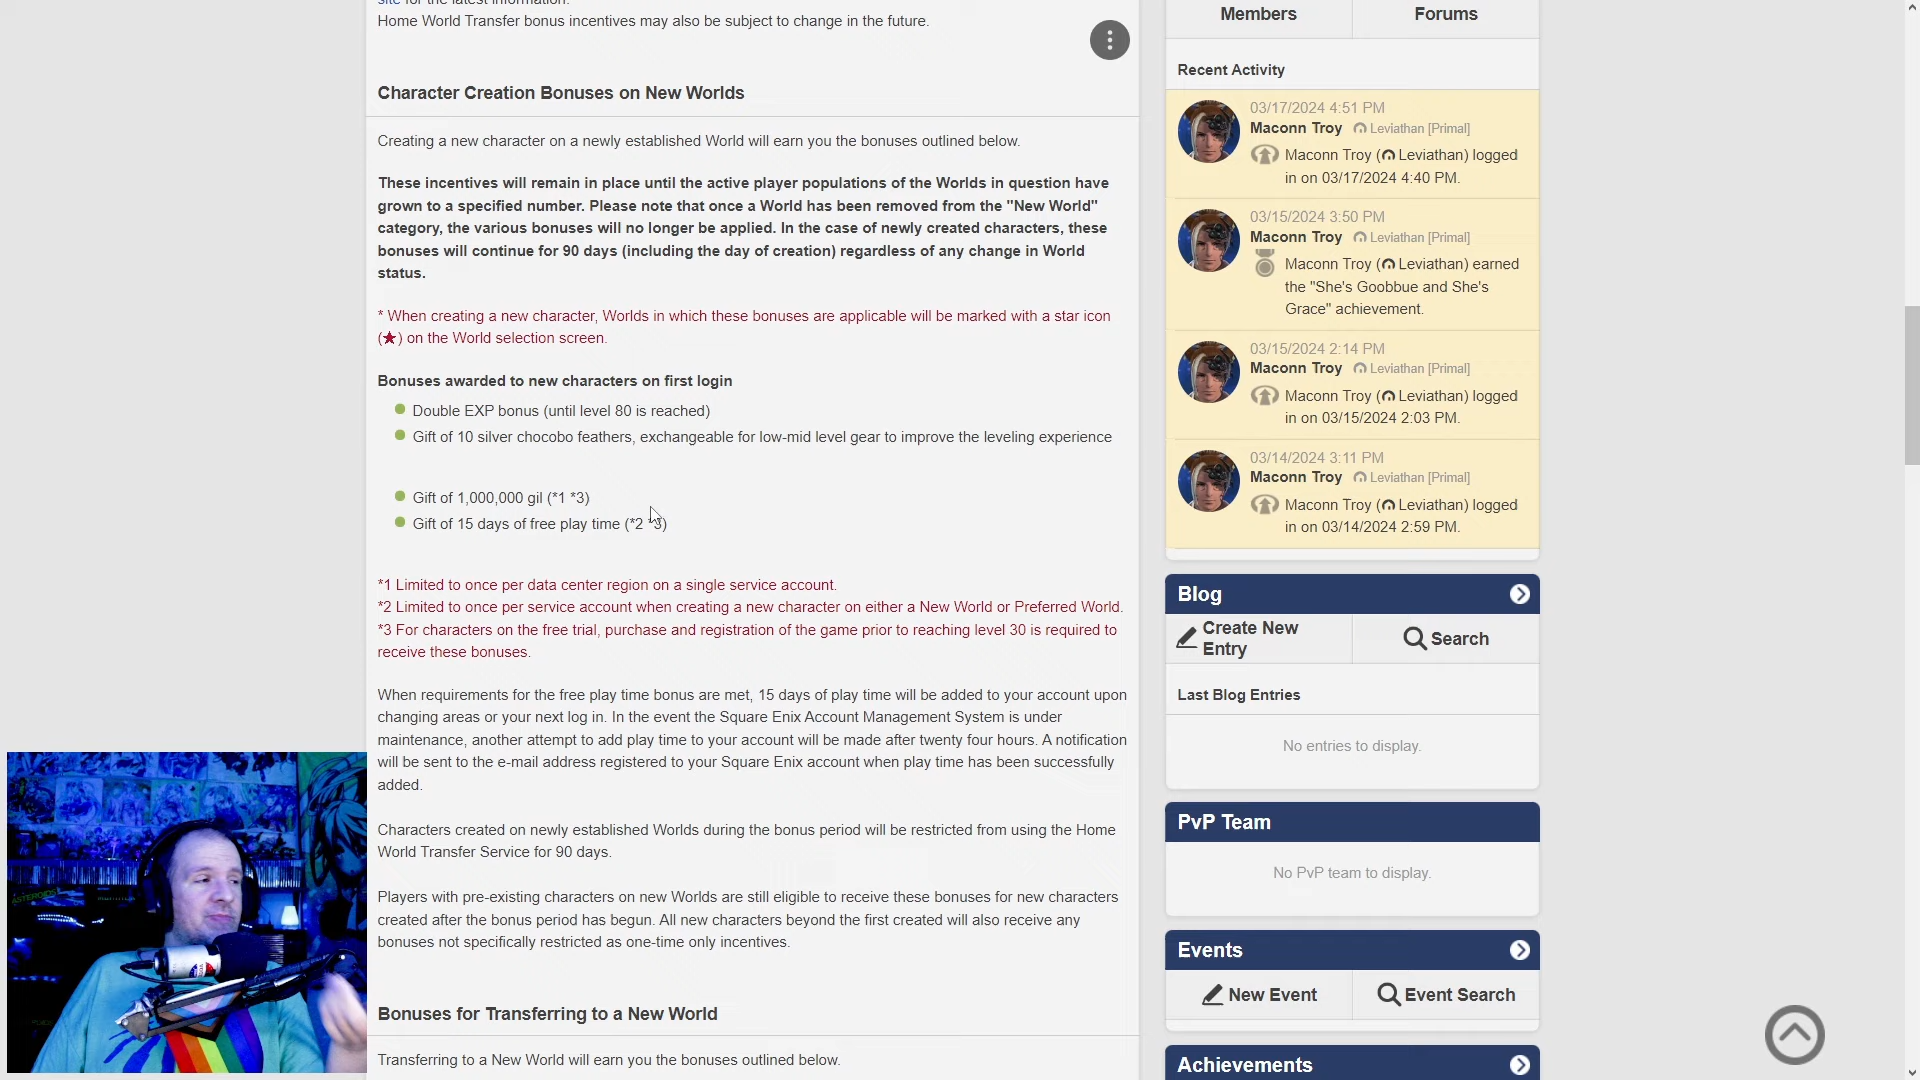 site for the latest information.
Home World Transfer bonus incentives may also be subject to change in the future.
Character Creation Bonuses on New Worlds
Creating a new character on a newly established World will earn you the bonuses outlined below.
These incentives will remain in place until the active player populations of the Worlds in question have
grown to a specified number. Please note that once a World has been removed from the "New World"
category, the various bonuses will no longer be applied. In the case of newly created characters, these
bonuses will continue for 90 days (including the day of creation) regardless of any change in World
status.
* When creating a new character, Worlds in which these bonuses are applicable will be marked with a star icon
(★) on the World selection screen.
Bonuses awarded to new characters on first login
Double EXP bonus (until level 80 is reached)
Gift of 10 silver chocobo feathers, exchangeable for low-mid level gear to improve the leveling experience
Gift of 1,000,000 gil (*1 *3)
Gift of 15 days of free play time (*2 *3)
*1 Limited to once per data center region on a single service account.
*2 Limited to once per service account when creating a new character on either a New World or Preferred World.
*3 For characters on the free trial, purchase and registration of the game prior to reaching level 30 is required to
receive these bonuses.
When requirements for the free play time bonus are met, 15 days of play time will be added to your account upon
changing areas or your next log in. In the event the Square Enix Account Management System is under
maintenance, another attempt to add play time to your account will be made after twenty four hours. A notification
will be sent to the e-mail address registered to your Square Enix account when play time has been successfully
added.
Characters created on newly established Worlds during the bonus period will be restricted from using the Home
World Transfer Service for 90 days.
Players with pre-existing characters on new Worlds are still eligible to receive these bonuses for new characters
created after the bonus period has begun. All new characters beyond the first created will also receive any
bonuses not specifically restricted as one-time only incentives.
Bonuses for Transferring to a New World
Transferring to a New World will earn you the bonuses outlined below.
Members
Forums
Recent Activity
03/17/2024 4:51 PM
Maconn Troy Leviathan [Primal]
Maconn Troy (Leviathan) logged
in on 03/17/2024 4:40 PM.
03/15/2024 3:50 PM
Maconn Troy Leviathan [Primal]
Maconn Troy (Leviathan) earned
the "She's Goobbue and She's
Grace" achievement.
03/15/2024 2:14 PM
Maconn Troy Leviathan [Primal]
Maconn Troy (Leviathan) logged
in on 03/15/2024 2:03 PM.
03/14/2024 3:11 PM
Maconn Troy Leviathan [Primal]
Maconn Troy (Leviathan) logged
in on 03/14/2024 2:59 PM.
Blog
Create New
Entry
Search
Last Blog Entries
No entries to display.
PvP Team
No PvP team to display.
Events
New Event
Event Search
Achievements